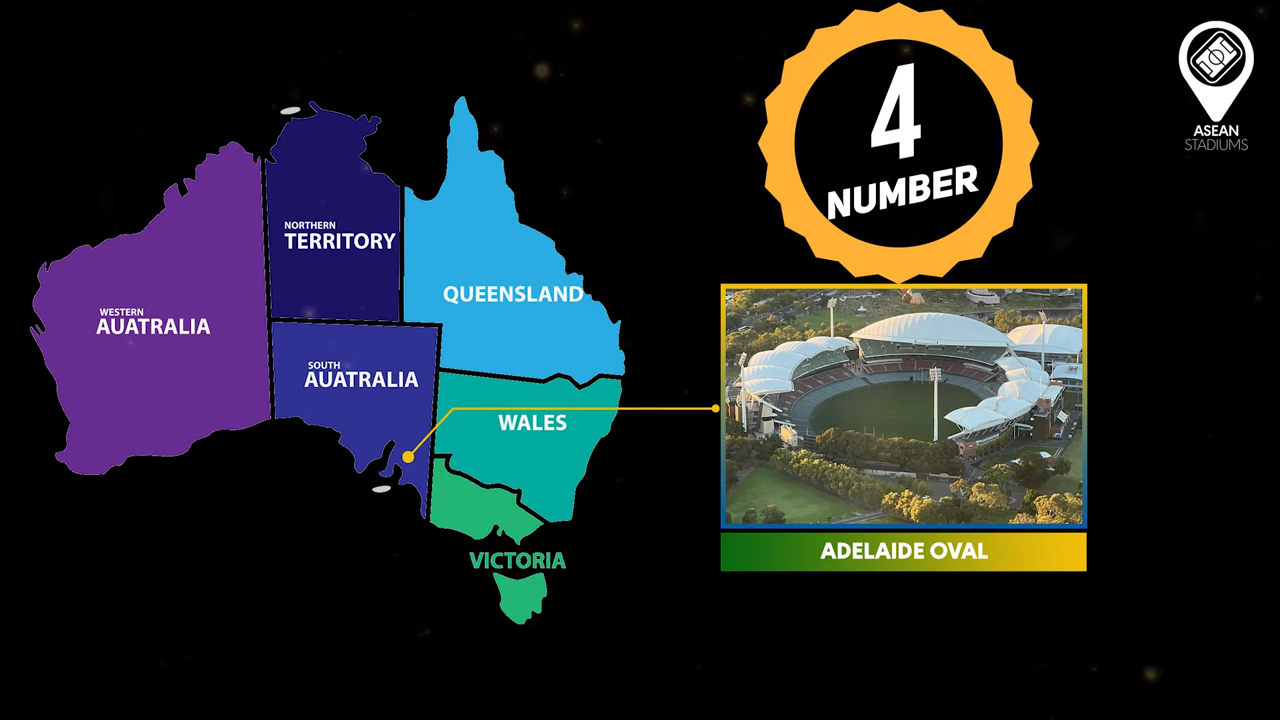 4
NUMBER
ASEAN
STADIUMS
NORTHERN
TERRITORY
QUEENSLAND
WESTERN
AUATRALIA
SOUTH
AUATRALIA
WALES
VICTORIA
ADELAIDE OVAL